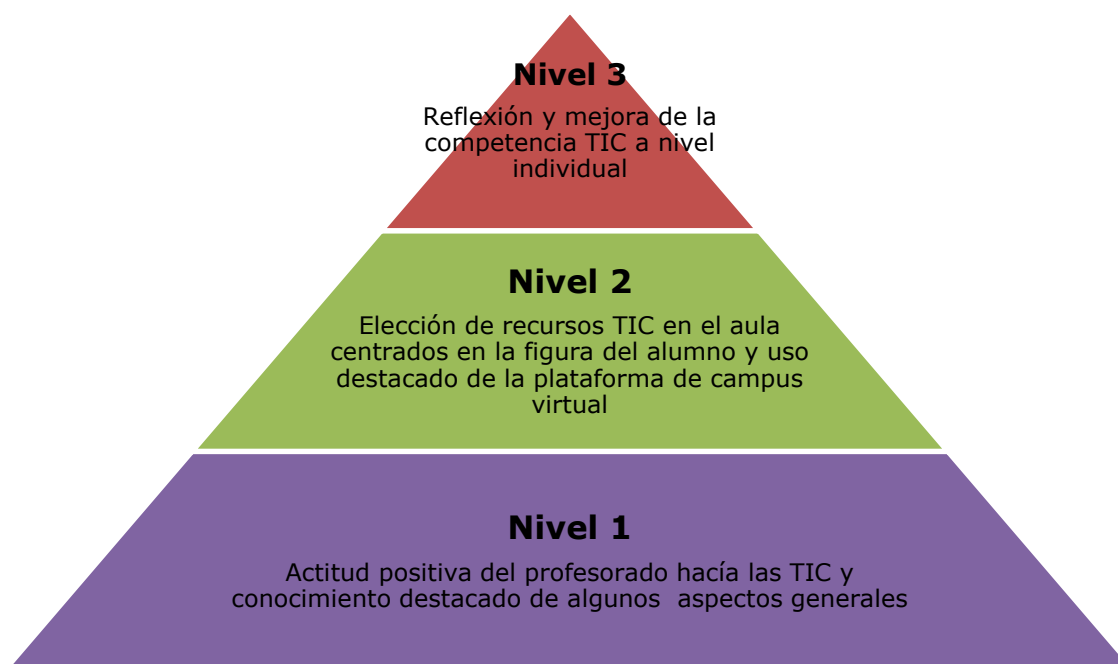 Nivel 3
Reflexión y mejora de la
competencia TIC a nivel
individual
Nivel 2
Elección de recursos TIC en el aula
centrados en la figura del alumno y uso
destacado de la plataforma de campus
virtual
Nivel 1
Actitud positiva del profesorado hacía las TIC y
conocimiento destacado de algunos  aspectos generales